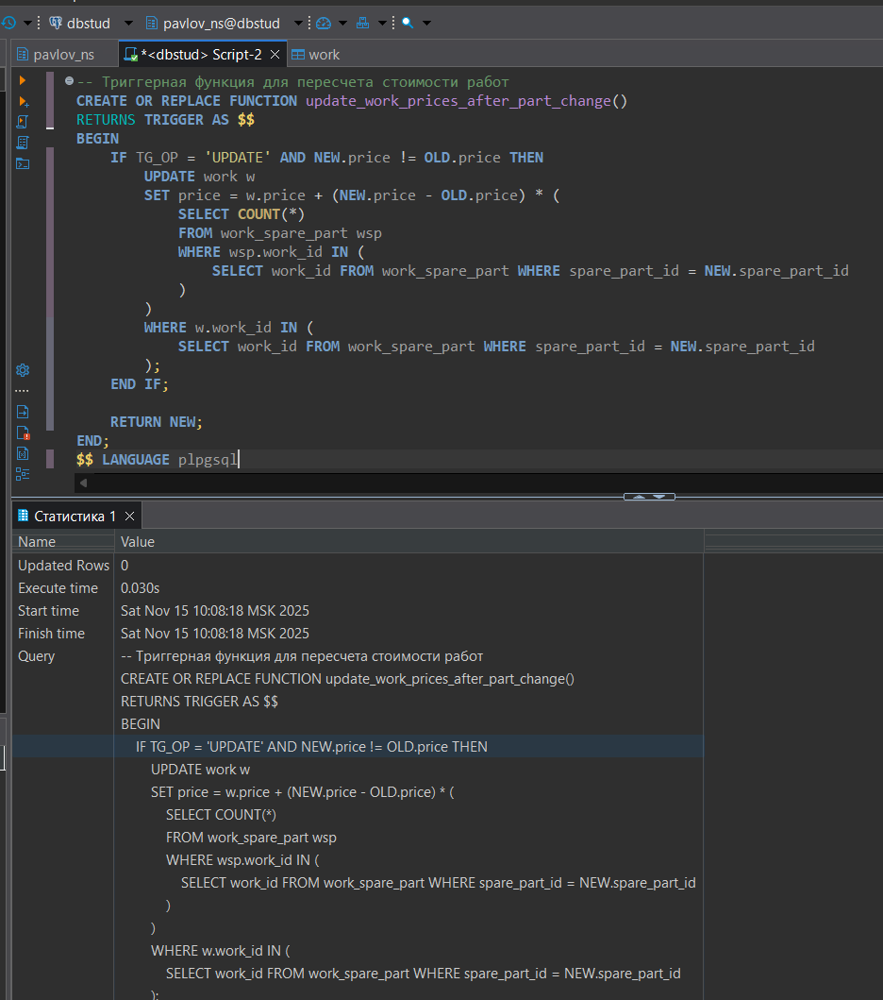 dbstud
pavlov_ns@dbstud
pavlov_ns
*<dbstud> Script-2
work
-- Триггерная функция для пересчета стоимости работ
CREATE OR REPLACE FUNCTION update_work_prices_after_part_change()
RETURNS TRIGGER AS $$
BEGIN
IF TG_OP = 'UPDATE' AND NEW.price != OLD.price THEN
UPDATE work w
SET price = w.price + (NEW.price - OLD.price) * (
SELECT COUNT(*)
FROM work_spare_part wsp
WHERE wsp.work_id IN (
SELECT work_id FROM work_spare_part WHERE spare_part_id = NEW.spare_part_id
)
)
WHERE w.work_id IN (
SELECT work_id FROM work_spare_part WHERE spare_part_id = NEW.spare_part_id
);
END IF;
RETURN NEW;
END;
$$ LANGUAGE plpgsql
Статистика 1
Name Value
Updated Rows 0
Execute time 0.030s
Start time Sat Nov 15 10:08:18 MSK 2025
Finish time Sat Nov 15 10:08:18 MSK 2025
Query -- Триггерная функция для пересчета стоимости работ
CREATE OR REPLACE FUNCTION update_work_prices_after_part_change()
RETURNS TRIGGER AS $$
BEGIN
IF TG_OP = 'UPDATE' AND NEW.price != OLD.price THEN
UPDATE work w
SET price = w.price + (NEW.price - OLD.price) * (
SELECT COUNT(*)
FROM work_spare_part wsp
WHERE wsp.work_id IN (
SELECT work_id FROM work_spare_part WHERE spare_part_id = NEW.spare_part_id
)
)
WHERE w.work_id IN (
SELECT work_id FROM work_spare_part WHERE spare_part_id = NEW.spare_part_id
);